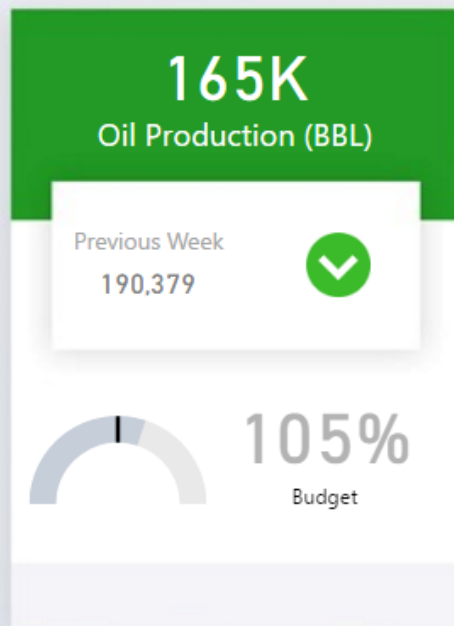 165K
Oil Production (BBL)
Previous Week
190,379
105%
Budget